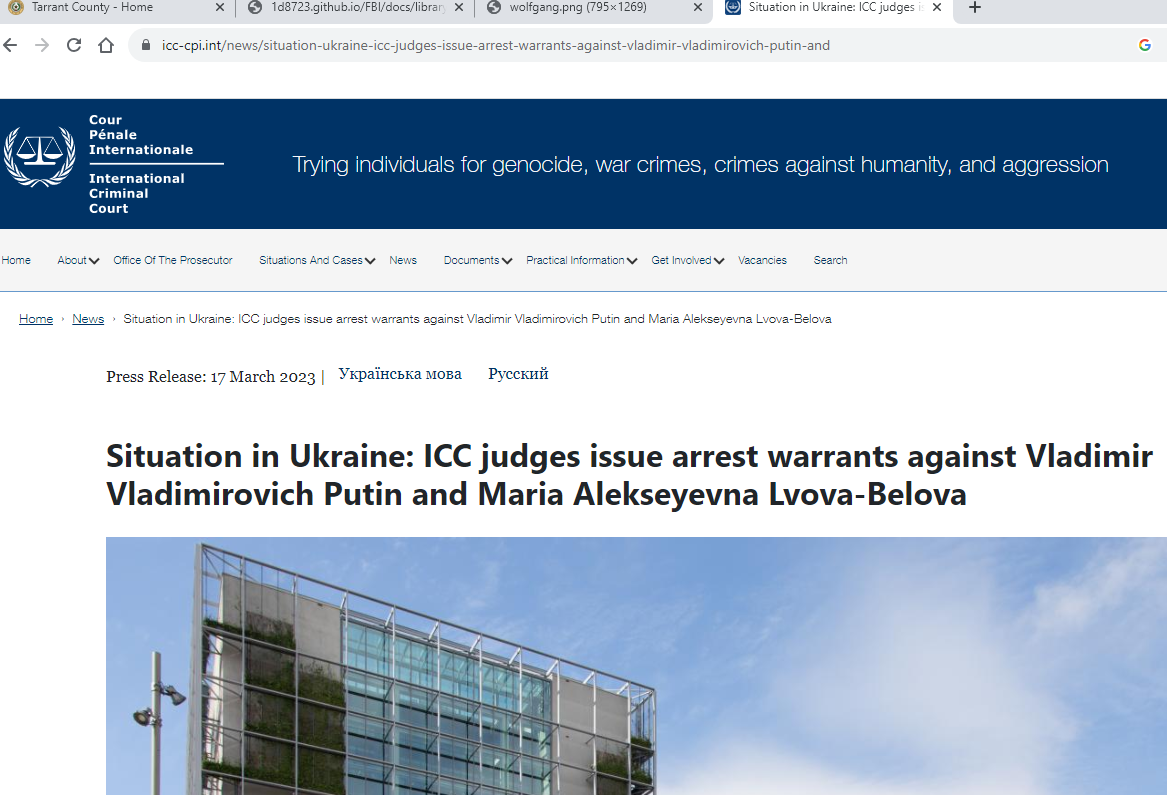 Tarrant County - Home
1d8723.github.io/FBI/docs/library
wolfgang.png (795×1269)
Situation in Ukraine: ICC judges is
icc-cpi.int/news/situation-ukraine-icc-judges-issue-arrest-warrants-against-vladimir-vladimirovich-putin-and
Cour
Pénale
Internationale
International
Criminal
Court
Trying individuals for genocide, war crimes, crimes against humanity, and aggression
Home About Office Of The Prosecutor Situations And Cases News Documents Practical Information Get Involved Vacancies Search
Home › News › Situation in Ukraine: ICC judges issue arrest warrants against Vladimir Vladimirovich Putin and Maria Alekseyevna Lvova-Belova
Press Release: 17 March 2023 | Українська мова Русский
Situation in Ukraine: ICC judges issue arrest warrants against Vladimir
Vladimirovich Putin and Maria Alekseyevna Lvova-Belova